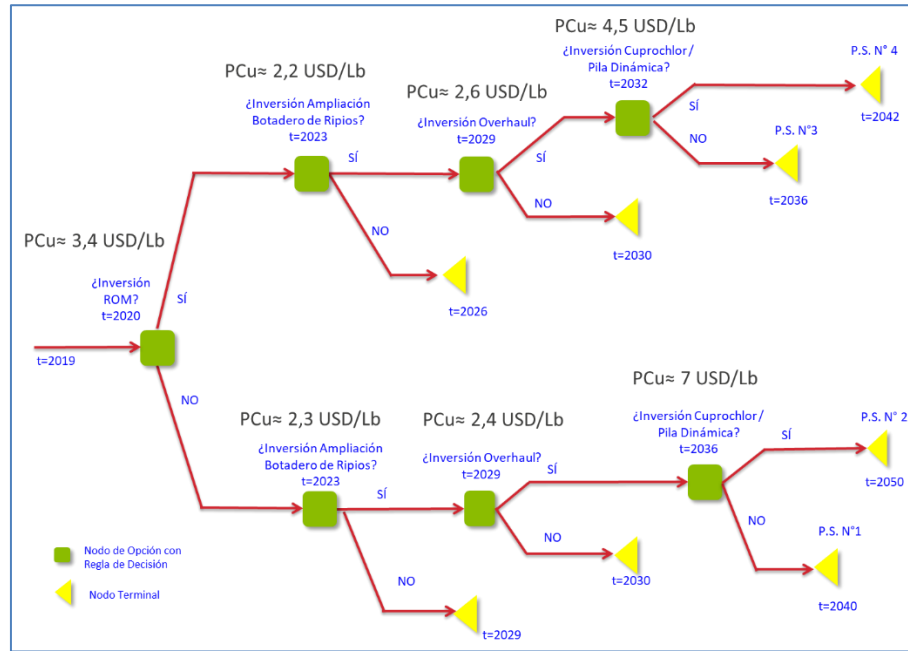 PCu≈ 4,5 USD/Lb
¿Inversión Cuprochlor/
Pila Dinámica?
t=2032
P.S. N° 4
SÍ
t=2042
NO
P.S. N°3
t=2036
PCu≈ 2,2 USD/Lb
¿Inversión Ampliación
Botadero de Ripios?
t=2023
SÍ
NO
t=2026
PCu≈ 2,6 USD/Lb
¿Inversión Overhaul?
t=2029
SÍ
NO
t=2030
PCu≈ 3,4 USD/Lb
¿Inversión
ROM?
t=2020
SÍ
t=2019
NO
PCu≈ 2,3 USD/Lb
¿Inversión Ampliación
Botadero de Ripios?
t=2023
SÍ
NO
t=2029
PCu≈ 2,4 USD/Lb
¿Inversión Overhaul?
t=2029
SÍ
NO
t=2030
PCu≈ 7 USD/Lb
¿Inversión Cuprochlor/
Pila Dinámica?
t=2036
SÍ
P.S. N° 2
t=2050
NO
P.S. N°1
t=2040
Nodo de Opción con
Regla de Decisión
Nodo Terminal